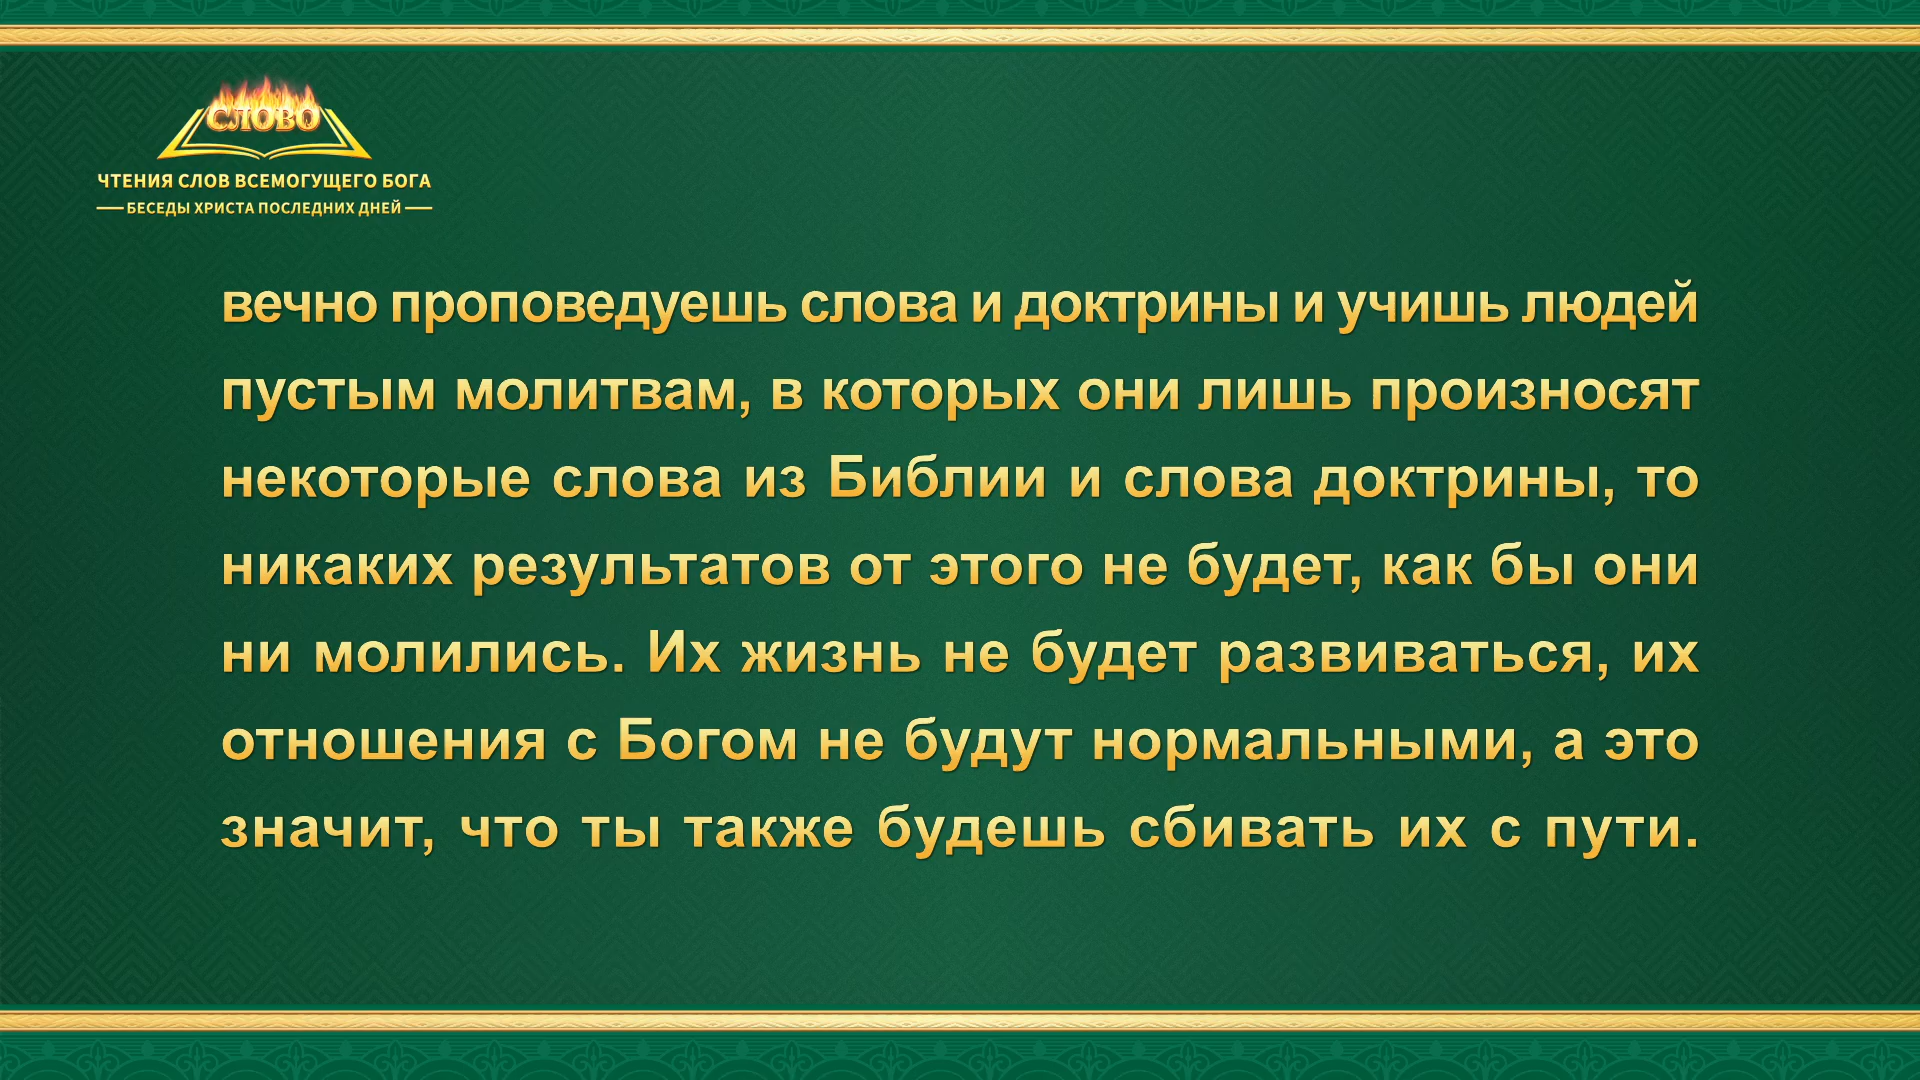 СЛОВО
ЧТЕНИЯ СЛОВ ВСЕМОГУЩЕГО БОГА
БЕСЕДЫ ХРИСТА ПОСЛЕДНИХ ДНЕЙ
вечно проповедуешь слова и доктрины и учишь людей
пустым молитвам, в которых они лишь произносят
некоторые слова из Библии и слова доктрины, то
никаких результатов от этого не будет, как бы они
ни молились. Их жизнь не будет развиваться, их
отношения с Богом не будут нормальными, а это
значит, что ты также будешь сбивать их с пути.